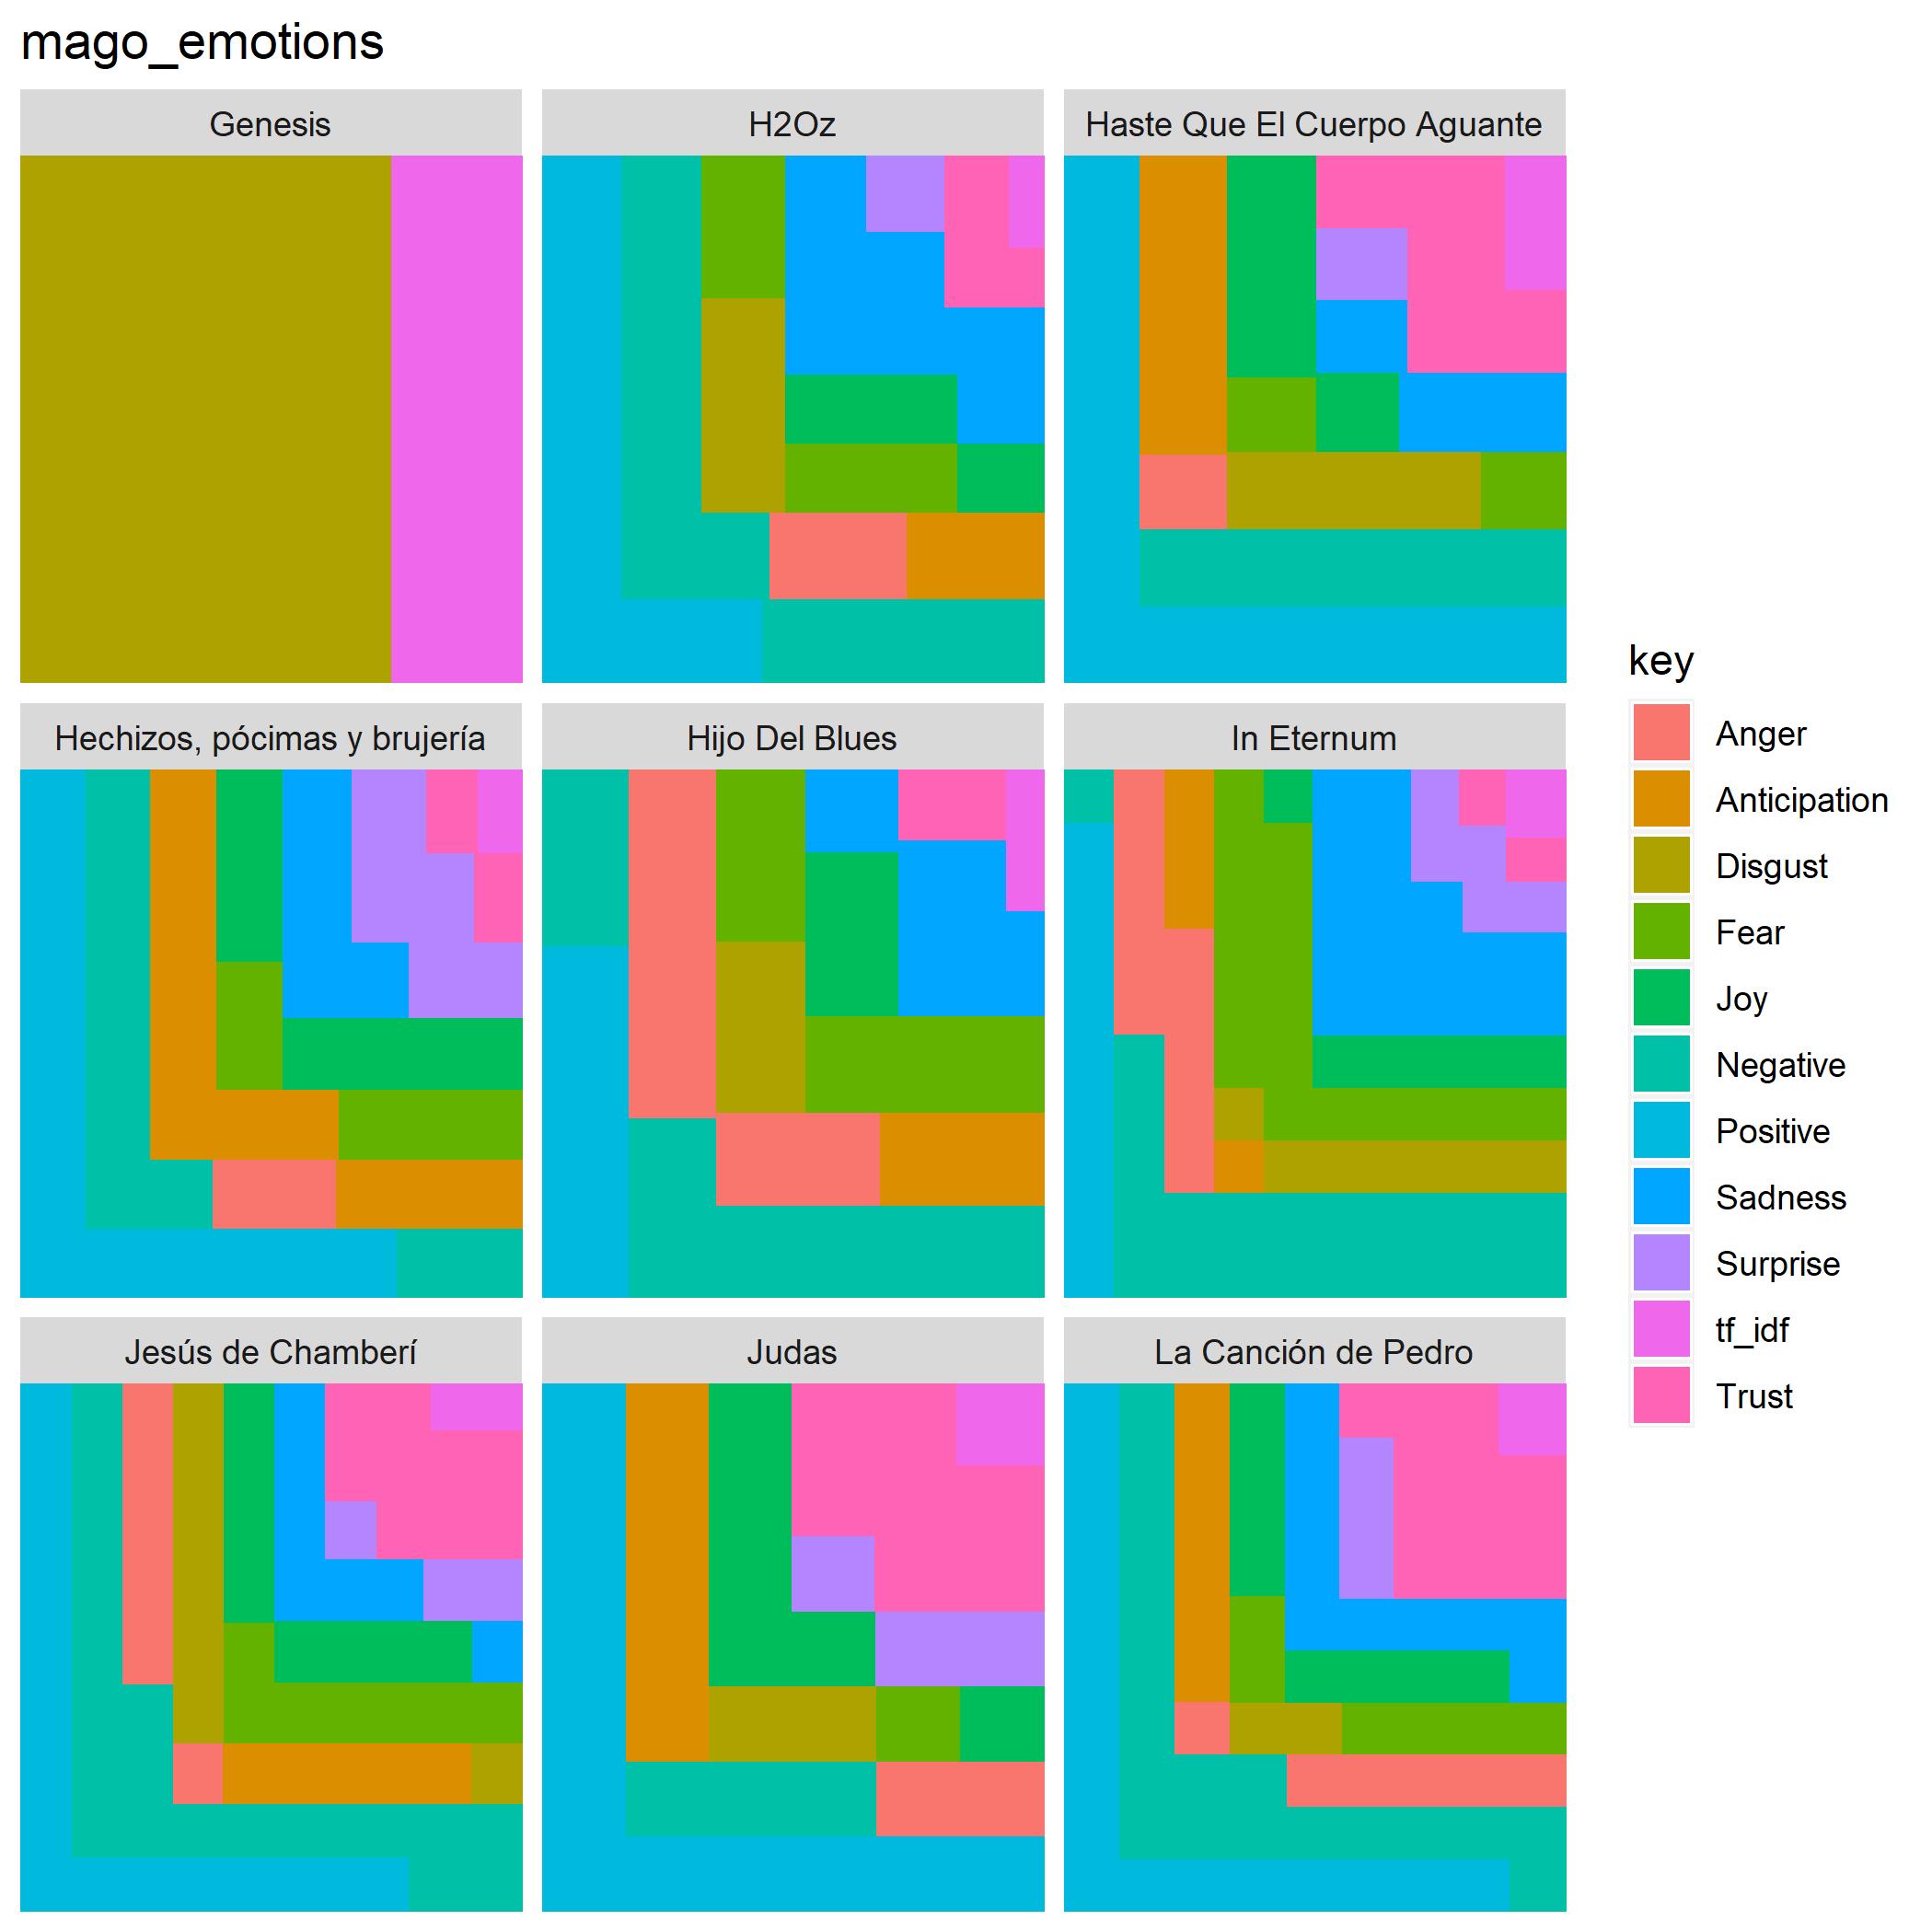 mago_emotions
Genesis
H2Oz
Haste Que El Cuerpo Aguante
Hechizos, pócimas y brujería
Hijo Del Blues
In Eternum
Jesús de Chamberí
Judas
La Canción de Pedro
key
Anger
Anticipation
Disgust
Fear
Joy
Negative
Positive
Sadness
Surprise
tf_idf
Trust